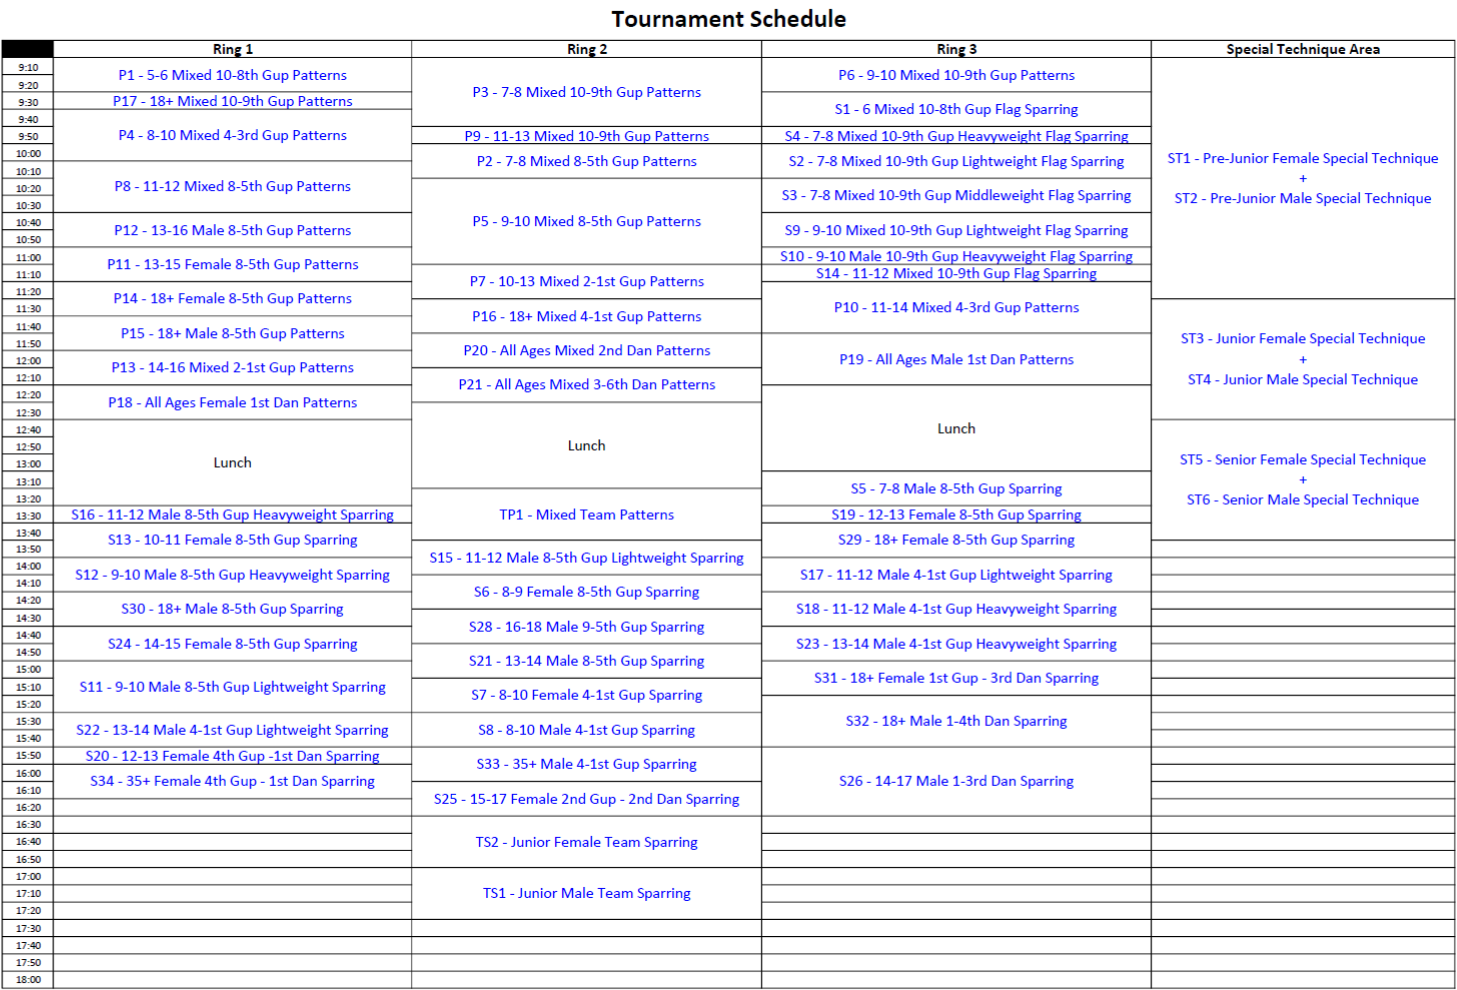 Tournament Schedule
Ring 1
Ring 2
Ring 3
Special Technique Area
9:10
9:20
9:30
9:40
9:50
10:00
10:10
10:20
10:30
10:40
10:50
11:00
11:10
11:20
11:30
11:40
11:50
12:00
12:10
12:20
12:30
12:40
12:50
13:00
13:10
13:20
13:30
13:40
13:50
14:00
14:10
14:20
14:30
14:40
14:50
15:00
15:10
15:20
15:30
15:40
15:50
16:00
16:10
16:20
16:30
16:40
16:50
17:00
17:10
17:20
17:30
17:40
17:50
18:00
P1 - 5-6 Mixed 10-8th Gup Patterns
P17 - 18+ Mixed 10-9th Gup Patterns
P4 - 8-10 Mixed 4-3rd Gup Patterns
P8 - 11-12 Mixed 8-5th Gup Patterns
P12 - 13-16 Male 8-5th Gup Patterns
P11 - 13-15 Female 8-5th Gup Patterns
P14 - 18+ Female 8-5th Gup Patterns
P15 - 18+ Male 8-5th Gup Patterns
P13 - 14-16 Mixed 2-1st Gup Patterns
P18 - All Ages Female 1st Dan Patterns
Lunch
S16 - 11-12 Male 8-5th Gup Heavyweight Sparring
S13 - 10-11 Female 8-5th Gup Sparring
S12 - 9-10 Male 8-5th Gup Heavyweight Sparring
S30 - 18+ Male 8-5th Gup Sparring
S24 - 14-15 Female 8-5th Gup Sparring
S11 - 9-10 Male 8-5th Gup Lightweight Sparring
S22 - 13-14 Male 4-1st Gup Lightweight Sparring
S20 - 12-13 Female 4th Gup -1st Dan Sparring
S34 - 35+ Female 4th Gup - 1st Dan Sparring
P3 - 7-8 Mixed 10-9th Gup Patterns
P9 - 11-13 Mixed 10-9th Gup Patterns
P2 - 7-8 Mixed 8-5th Gup Patterns
P5 - 9-10 Mixed 8-5th Gup Patterns
P7 - 10-13 Mixed 2-1st Gup Patterns
P16 - 18+ Mixed 4-1st Gup Patterns
P20 - All Ages Mixed 2nd Dan Patterns
P21 - All Ages Mixed 3-6th Dan Patterns
Lunch
TP1 - Mixed Team Patterns
S15 - 11-12 Male 8-5th Gup Lightweight Sparring
S6 - 8-9 Female 8-5th Gup Sparring
S28 - 16-18 Male 9-5th Gup Sparring
S21 - 13-14 Male 8-5th Gup Sparring
S7 - 8-10 Female 4-1st Gup Sparring
S8 - 8-10 Male 4-1st Gup Sparring
S33 - 35+ Male 4-1st Gup Sparring
S25 - 15-17 Female 2nd Gup - 2nd Dan Sparring
TS2 - Junior Female Team Sparring
TS1 - Junior Male Team Sparring
P6 - 9-10 Mixed 10-9th Gup Patterns
S1 - 6 Mixed 10-8th Gup Flag Sparring
S4 - 7-8 Mixed 10-9th Gup Heavyweight Flag Sparring
S2 - 7-8 Mixed 10-9th Gup Lightweight Flag Sparring
S3 - 7-8 Mixed 10-9th Gup Middleweight Flag Sparring
S9 - 9-10 Mixed 10-9th Gup Lightweight Flag Sparring
S10 - 9-10 Male 10-9th Gup Heavyweight Flag Sparring
S14 - 11-12 Mixed 10-9th Gup Flag Sparring
P10 - 11-14 Mixed 4-3rd Gup Patterns
P19 - All Ages Male 1st Dan Patterns
Lunch
S5 - 7-8 Male 8-5th Gup Sparring
S19 - 12-13 Female 8-5th Gup Sparring
S29 - 18+ Female 8-5th Gup Sparring
S17 - 11-12 Male 4-1st Gup Lightweight Sparring
S18 - 11-12 Male 4-1st Gup Heavyweight Sparring
S23 - 13-14 Male 4-1st Gup Heavyweight Sparring
S31 - 18+ Female 1st Gup - 3rd Dan Sparring
S32 - 18+ Male 1-4th Dan Sparring
S26 - 14-17 Male 1-3rd Dan Sparring
ST1 - Pre-Junior Female Special Technique
+
ST2 - Pre-Junior Male Special Technique
ST3 - Junior Female Special Technique
+
ST4 - Junior Male Special Technique
ST5 - Senior Female Special Technique
+
ST6 - Senior Male Special Technique